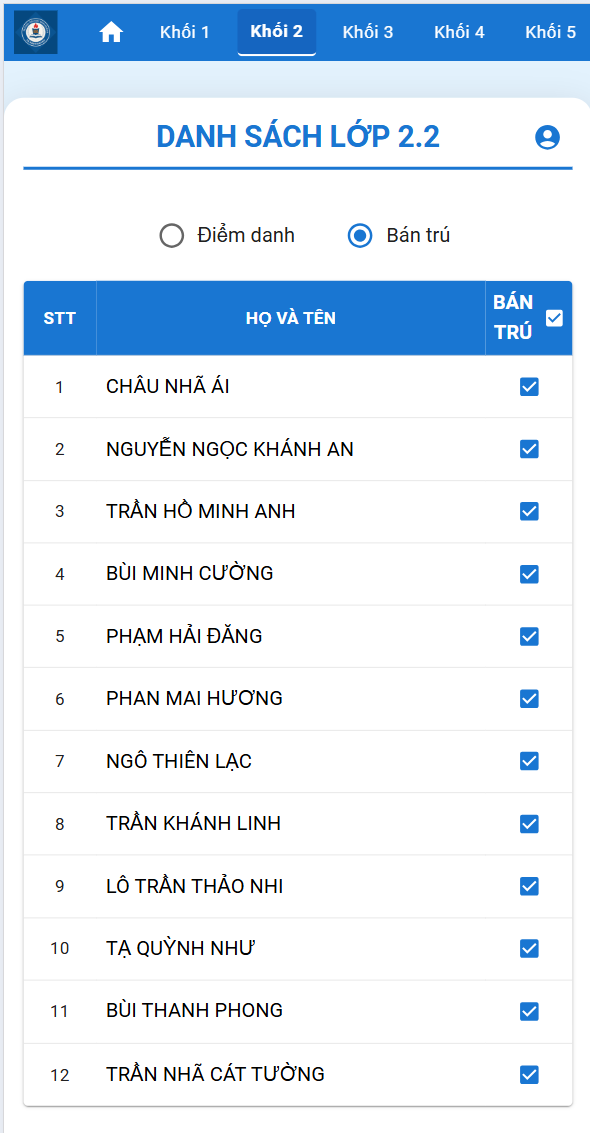 Khối 1 Khối 2 Khối 3 Khối 4 Khối 5
DANH SÁCH LỚP 2.2
Điểm danh Bán trú
STT HỌ VÀ TÊN BÁN TRÚ
1 CHÂU NHÃ ÁI
2 NGUYỄN NGỌC KHÁNH AN
3 TRẦN HỒ MINH ANH
4 BÙI MINH CƯỜNG
5 PHẠM HẢI ĐĂNG
6 PHAN MAI HƯƠNG
7 NGÔ THIÊN LẠC
8 TRẦN KHÁNH LINH
9 LÔ TRẦN THẢO NHI
10 TẠ QUỲNH NHƯ
11 BÙI THANH PHONG
12 TRẦN NHÃ CÁT TƯỜNG